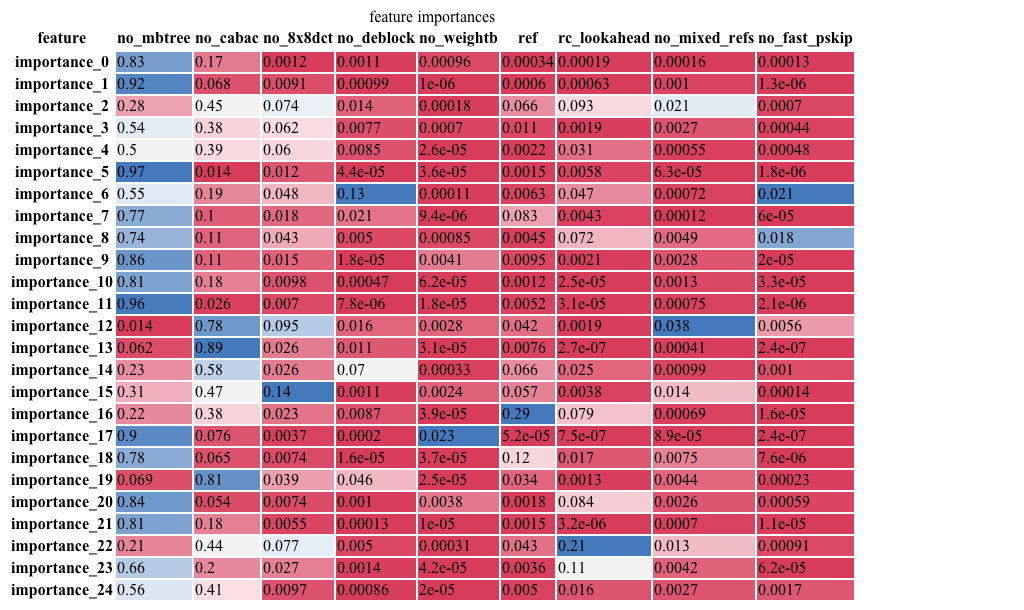 feature importances
feature no_mbtree no_cabac no_8x8dct no_deblock no_weightb ref rc_lookahead no_mixed_refs no_fast_pskip
importance_0 0.83 0.17 0.0012 0.0011 0.00096 0.00034 0.00019 0.00016 0.00013
importance_1 0.92 0.068 0.0091 0.00099 1e-06 0.0006 0.00063 0.001 1.3e-06
importance_2 0.28 0.45 0.074 0.014 0.00018 0.066 0.093 0.021 0.0007
importance_3 0.54 0.38 0.062 0.0077 0.0007 0.011 0.0019 0.0027 0.00044
importance_4 0.5 0.39 0.06 0.0085 2.6e-05 0.0022 0.031 0.00055 0.00048
importance_5 0.97 0.014 0.012 4.4e-05 3.6e-05 0.0015 0.0058 6.3e-05 1.8e-06
importance_6 0.55 0.19 0.048 0.13 0.00011 0.0063 0.047 0.00072 0.021
importance_7 0.77 0.1 0.018 0.021 9.4e-06 0.083 0.0043 0.00012 6e-05
importance_8 0.74 0.11 0.043 0.005 0.00085 0.0045 0.072 0.0049 0.018
importance_9 0.86 0.11 0.015 1.8e-05 0.0041 0.0095 0.0021 0.0028 2e-05
importance_10 0.81 0.18 0.0098 0.00047 6.2e-05 0.0012 2.5e-05 0.0013 3.3e-05
importance_11 0.96 0.026 0.007 7.8e-06 1.8e-05 0.0052 3.1e-05 0.00075 2.1e-06
importance_12 0.014 0.78 0.095 0.016 0.0028 0.042 0.0019 0.038 0.0056
importance_13 0.062 0.89 0.026 0.011 3.1e-05 0.0076 2.7e-07 0.00041 2.4e-07
importance_14 0.23 0.58 0.026 0.07 0.00033 0.066 0.025 0.00099 0.001
importance_15 0.31 0.47 0.14 0.0011 0.0024 0.057 0.0038 0.014 0.00014
importance_16 0.22 0.38 0.023 0.0087 3.9e-05 0.29 0.079 0.00069 1.6e-05
importance_17 0.9 0.076 0.0037 0.0002 0.023 5.2e-05 7.5e-07 8.9e-05 2.4e-07
importance_18 0.78 0.065 0.0074 1.6e-05 3.7e-05 0.12 0.017 0.0075 7.6e-06
importance_19 0.069 0.81 0.039 0.046 2.5e-05 0.034 0.0013 0.0044 0.00023
importance_20 0.84 0.054 0.0074 0.001 0.0038 0.0018 0.084 0.0026 0.00059
importance_21 0.81 0.18 0.0055 0.00013 1e-05 0.0015 3.2e-06 0.0007 1.1e-05
importance_22 0.21 0.44 0.077 0.005 0.00031 0.043 0.21 0.013 0.00091
importance_23 0.66 0.2 0.027 0.0014 4.2e-05 0.0036 0.11 0.0042 6.2e-05
importance_24 0.56 0.41 0.0097 0.00086 2e-05 0.005 0.016 0.0027 0.0017